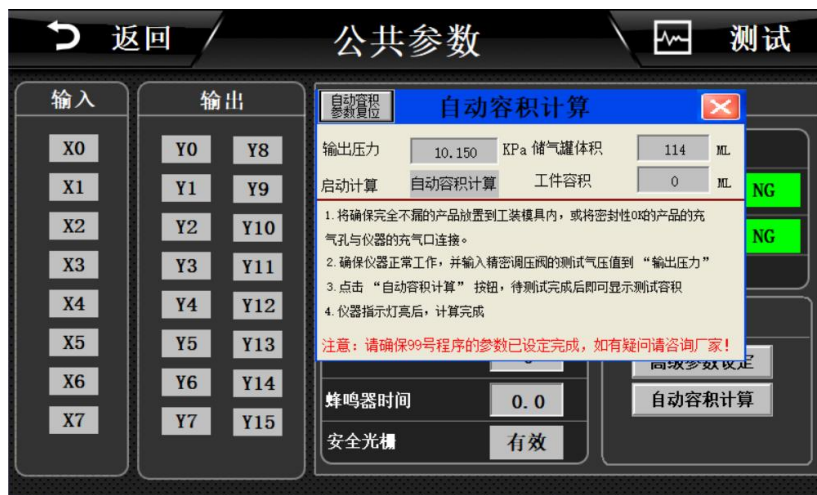 返回
公共参数
测试
输入
X0
X1
X2
X3
X4
X5
X6
X7
输出
Y0 Y8
Y1 Y9
Y2 Y10
Y3 Y11
Y4 Y12
Y5 Y13
Y6 Y14
Y7 Y15
自动容积
参数复位
自动容积计算
输出压力 10.150 KPa 储气罐体积 114 ML
启动计算 自动容积计算 工件容积 0 ML
1.将确保完全不漏的产品放置到工装模具内，或将密封性OK的产品的充
气孔与仪器的充气口连接。
2.确保仪器正常工作，并输入精密调压阀的测试气压值到 “输出压力”
3.点击 “自动容积计算” 按钮，待测试完成后即可显示测试容积
4.仪器指示灯亮后，计算完成
注意：请确保99号程序的参数已设定完成，如有疑问请咨询厂家！
NG
NG
高级参数设定
蜂鸣器时间 0.0
自动容积计算
安全光栅 有效